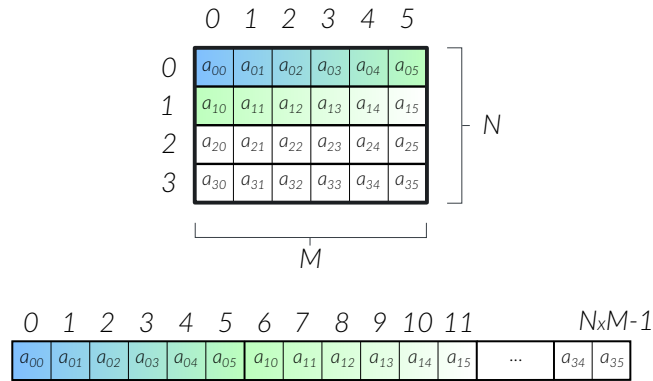 0 1 2 3 4 5
0 a00 a01 a02 a03 a04 a05
1 a10 a11 a12 a13 a14 a15
2 a20 a21 a22 a23 a24 a25
3 a30 a31 a32 a33 a34 a35
N
M
0 1 2 3 4 5 6 7 8 9 10 11 NxM-1
a00 a01 a02 a03 a04 a05 a10 a11 a12 a13 a14 a15 ... a34 a35